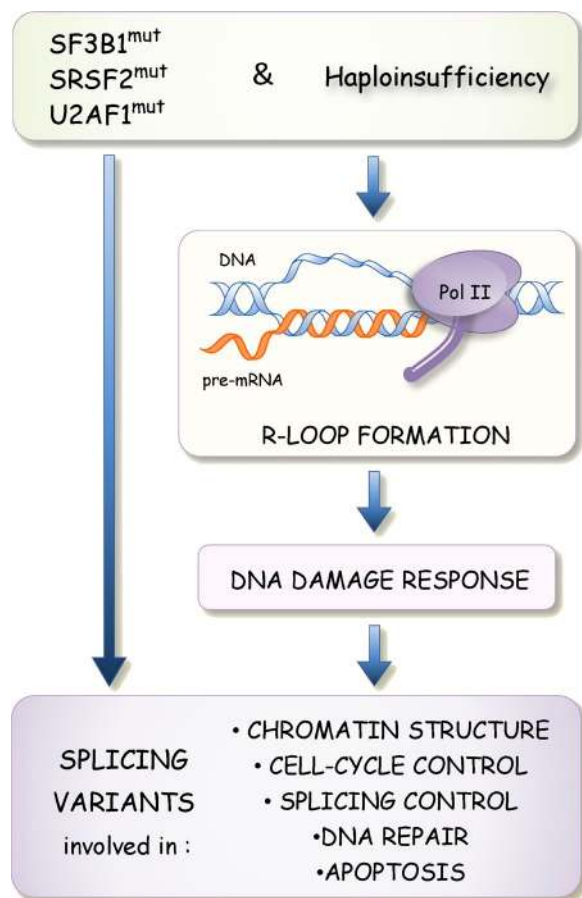 SF3B1mut
SRSF2mut
U2AF1mut
& Haploinsufficiency
DNA
Pol II
pre-mRNA
R-LOOP FORMATION
DNA DAMAGE RESPONSE
SPLICING
VARIANTS
involved in :
• CHROMATIN STRUCTURE
• CELL-CYCLE CONTROL
• SPLICING CONTROL
•DNA REPAIR
•APOPTOSIS